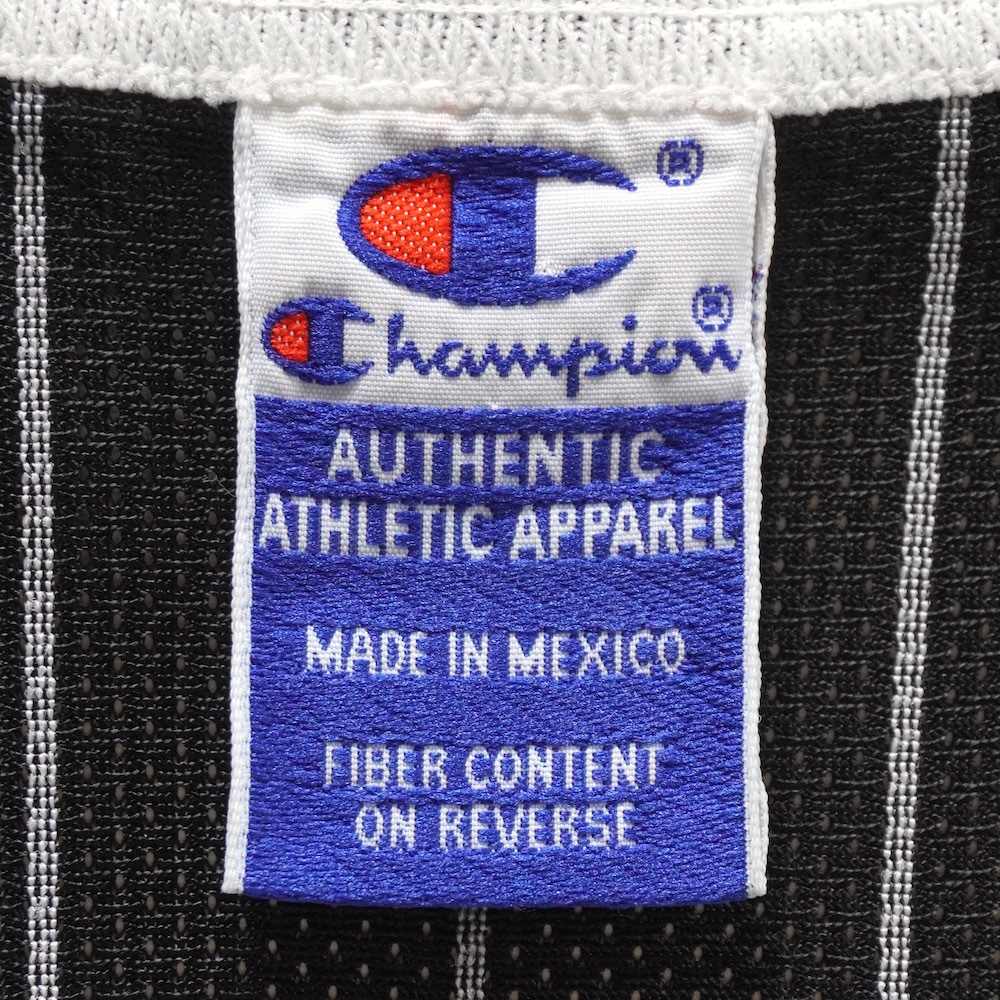 ®
Champion®
AUTHENTIC
ATHLETIC APPAREL
MADE IN MEXICO
FIBER CONTENT
ON REVERSE